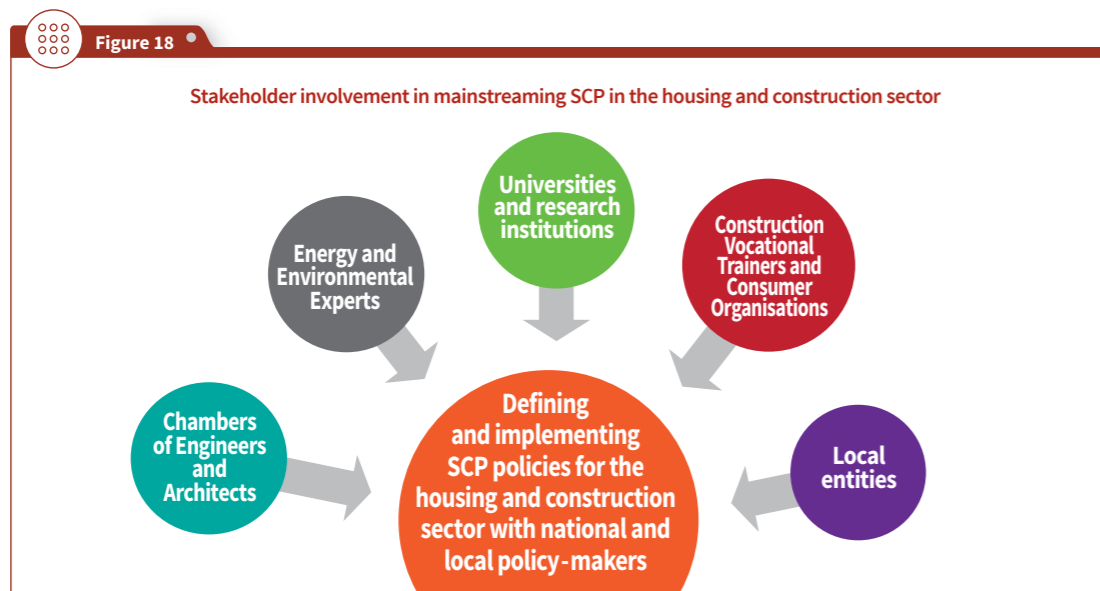 Figure 18
Stakeholder involvement in mainstreaming SCP in the housing and construction sector
Universities
and research
institutions
Energy and
Environmental
Experts
Construction
Vocational
Trainers and
Consumer
Organisations
Chambers
of Engineers
and
Architects
Defining
and implementing
SCP policies for the
housing and construction
sector with national and
local policy-makers
Local
entities